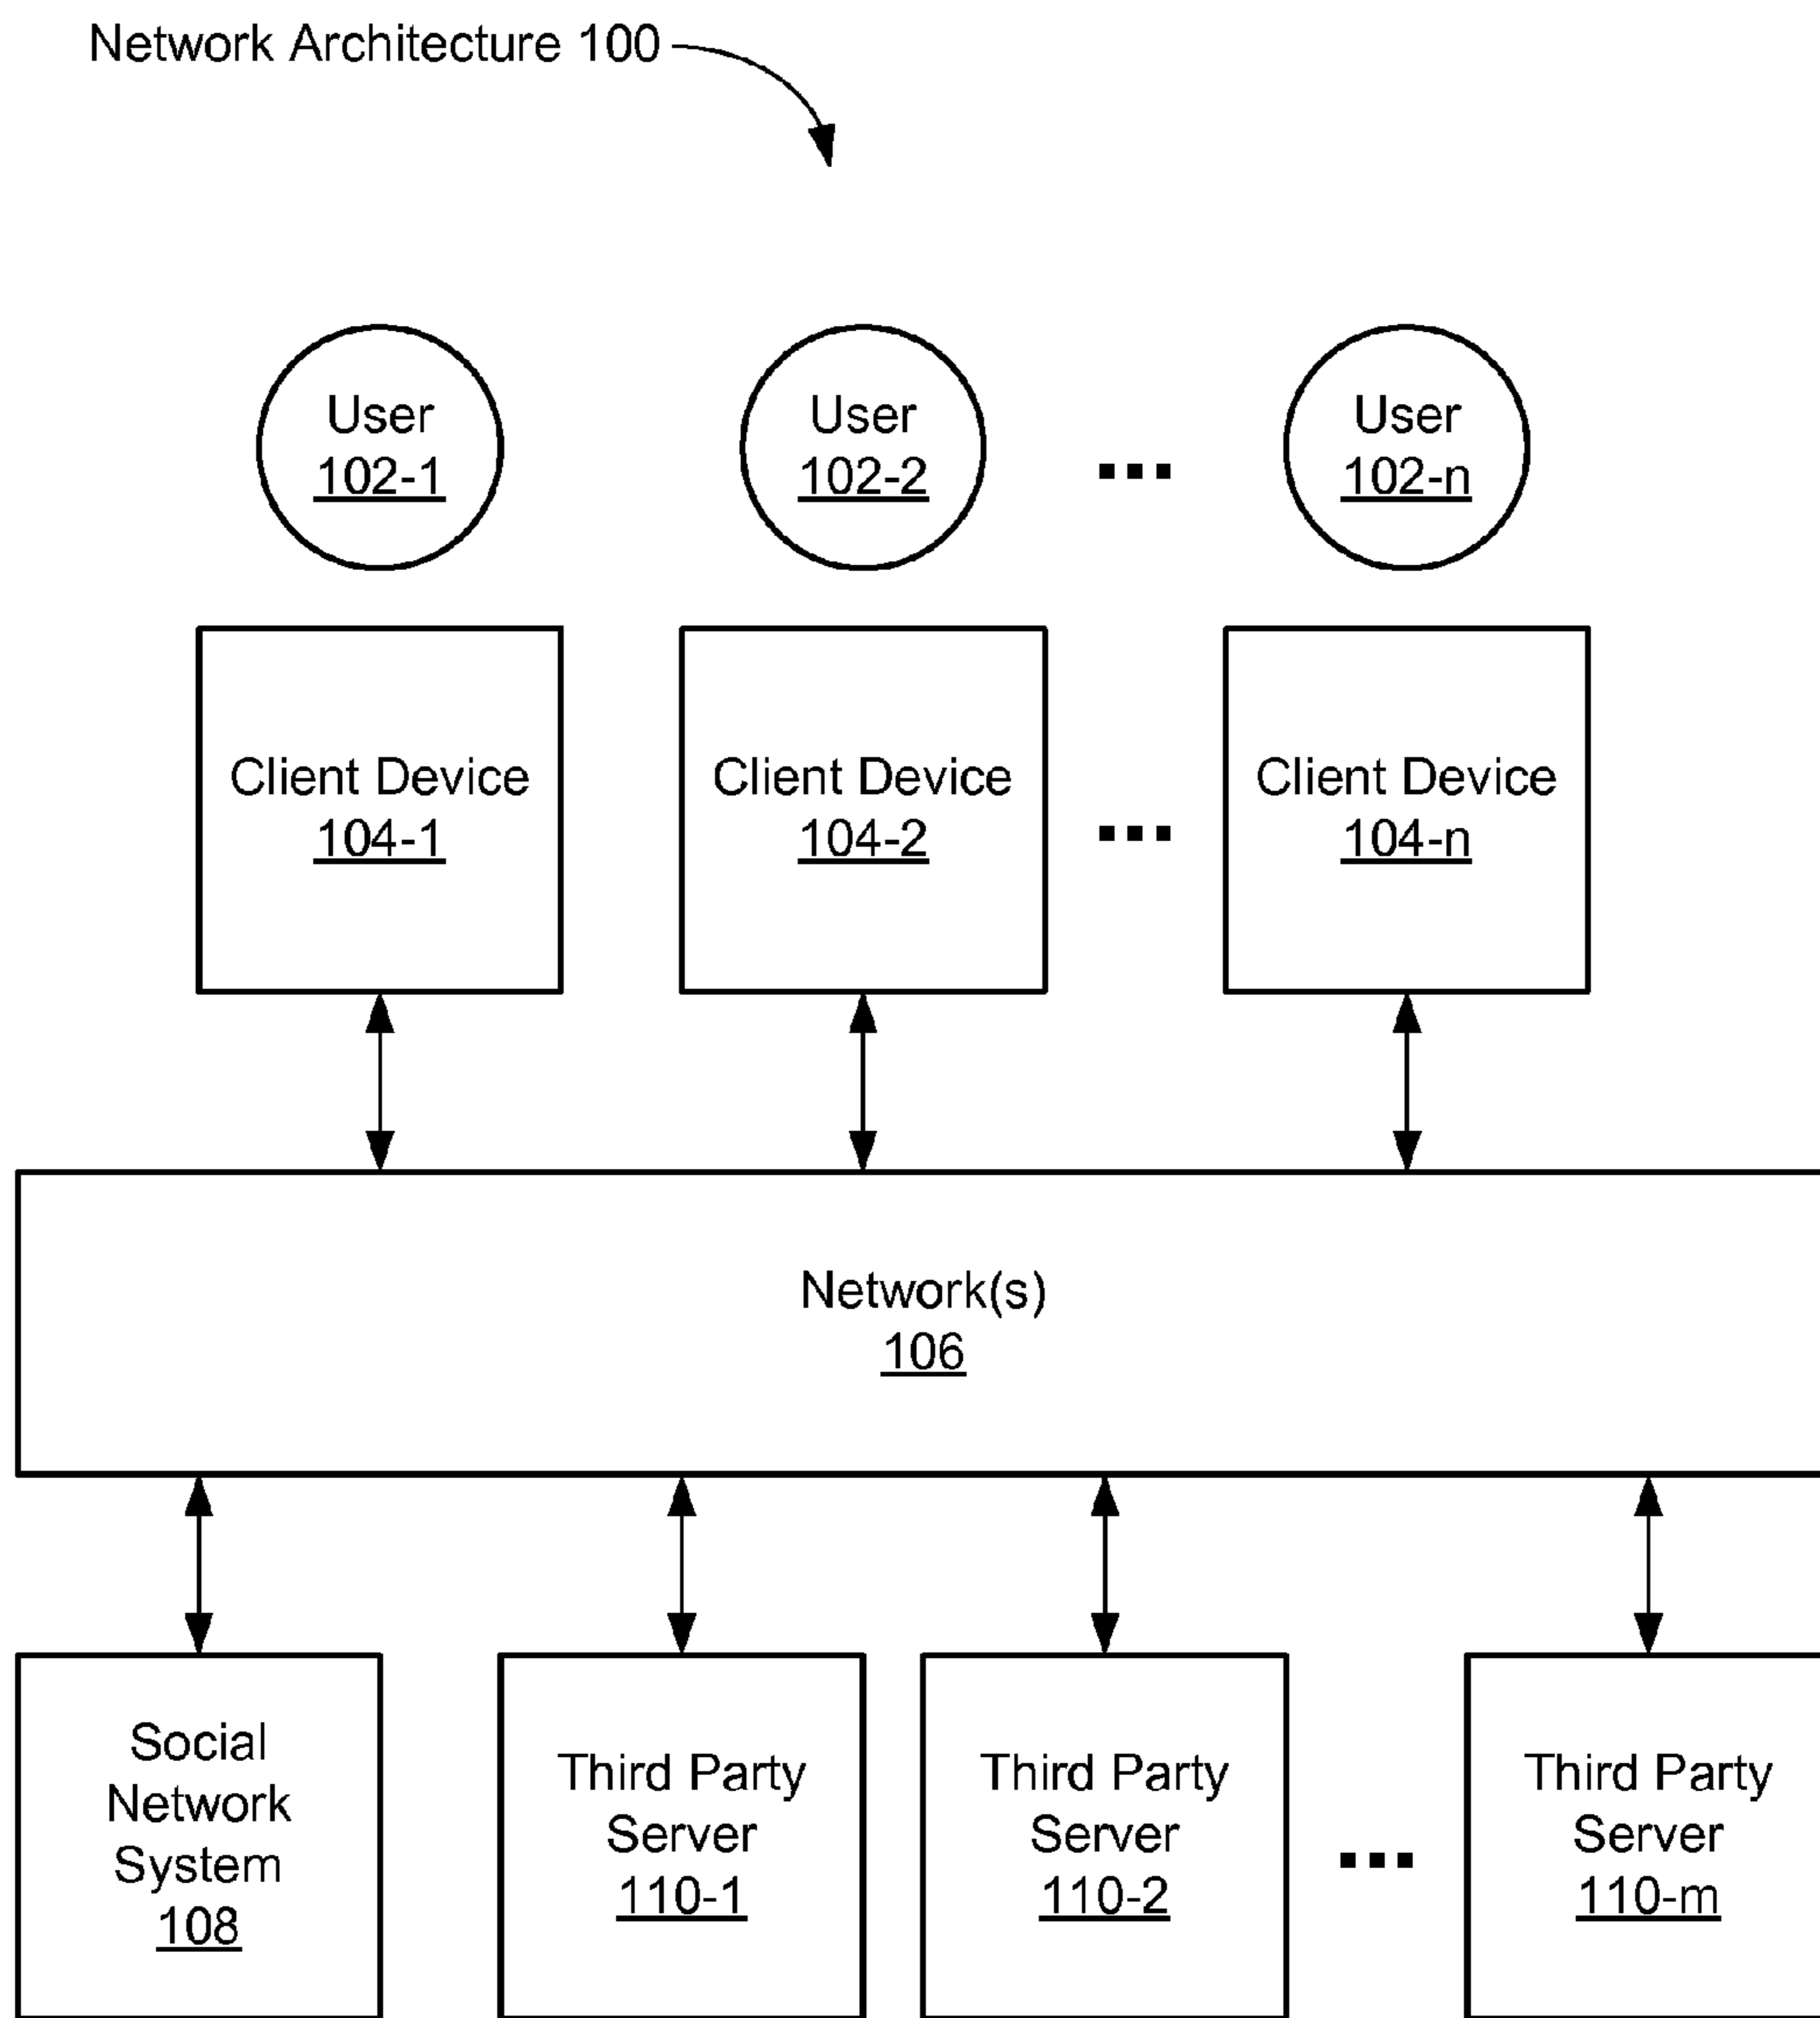 Network Architecture 100
User
102-1
User
102-2
...
User
102-n
Client Device
104-1
Client Device
104-2
...
Client Device
104-n
Network(s)
106
Social
Network
System
108
Third Party
Server
110-1
Third Party
Server
110-2
...
Third Party
Server
110-m